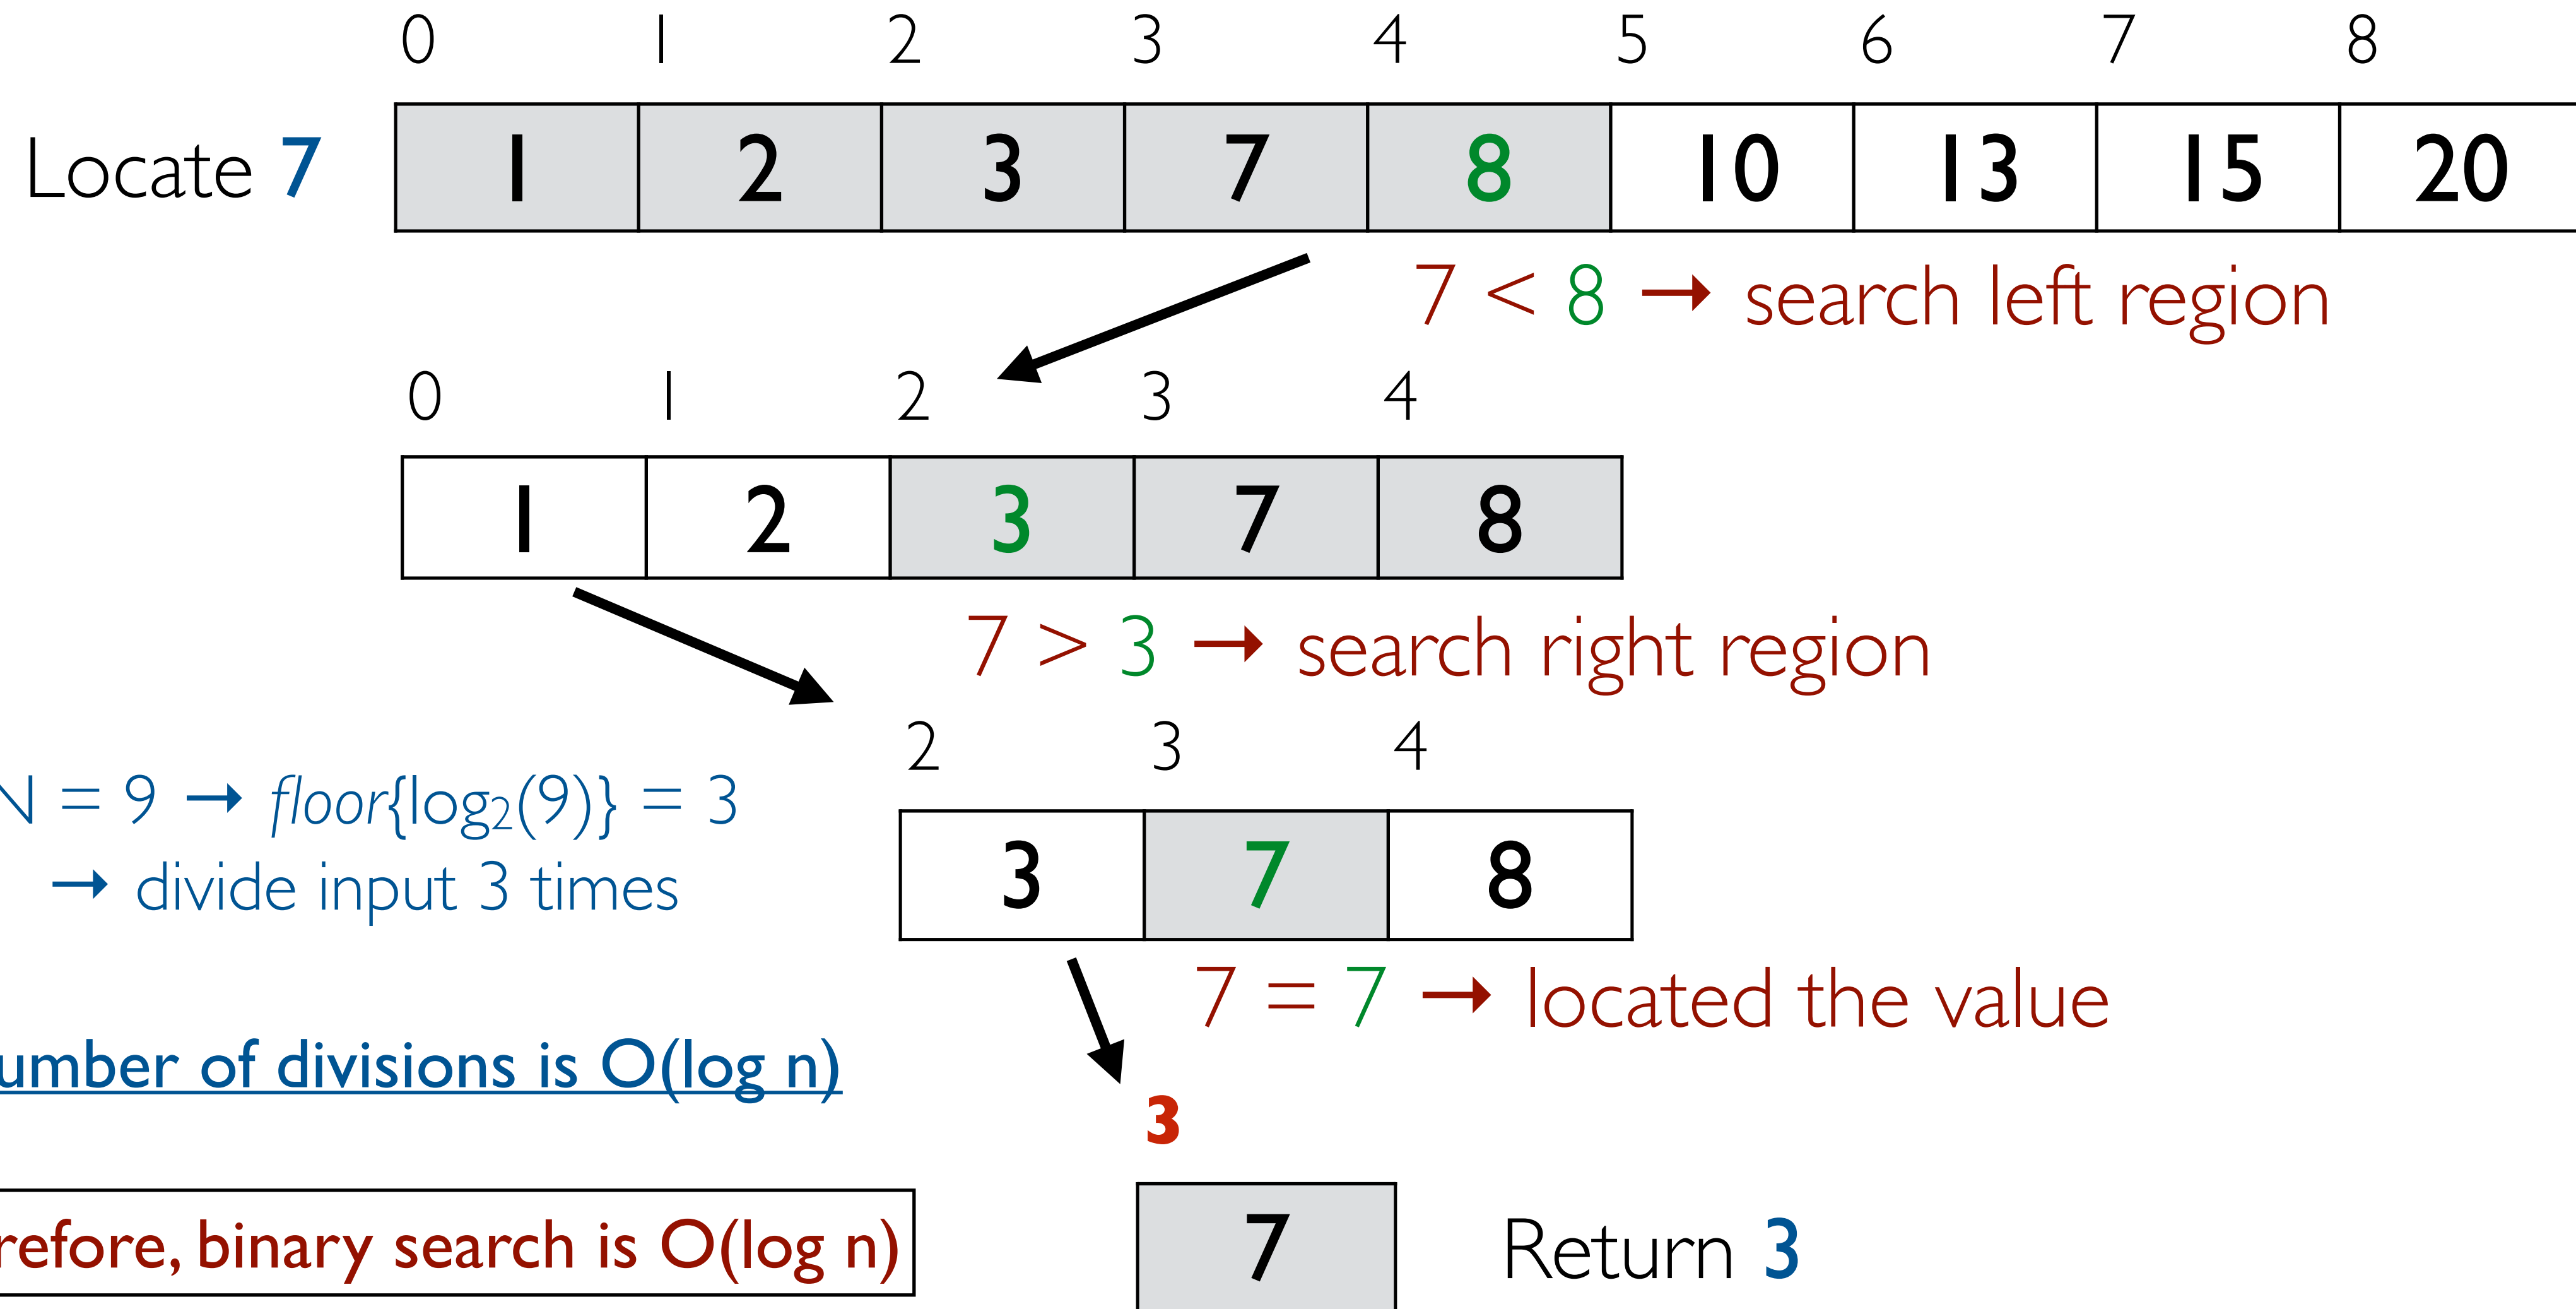 0 1 2 3 4 5 6 7 8
Locate 7 1 2 3 7 8 10 13 15 20
7 < 8 → search left region
0 1 2 3 4
1 2 3 7 8
7 > 3 → search right region
2 3 4
N = 9 → floor{log₂(9)} = 3
3 7 8
→ divide input 3 times
7 = 7 → located the value
umber of divisions is O(log n)
3
refore, binary search is O(log n)
7 Return 3